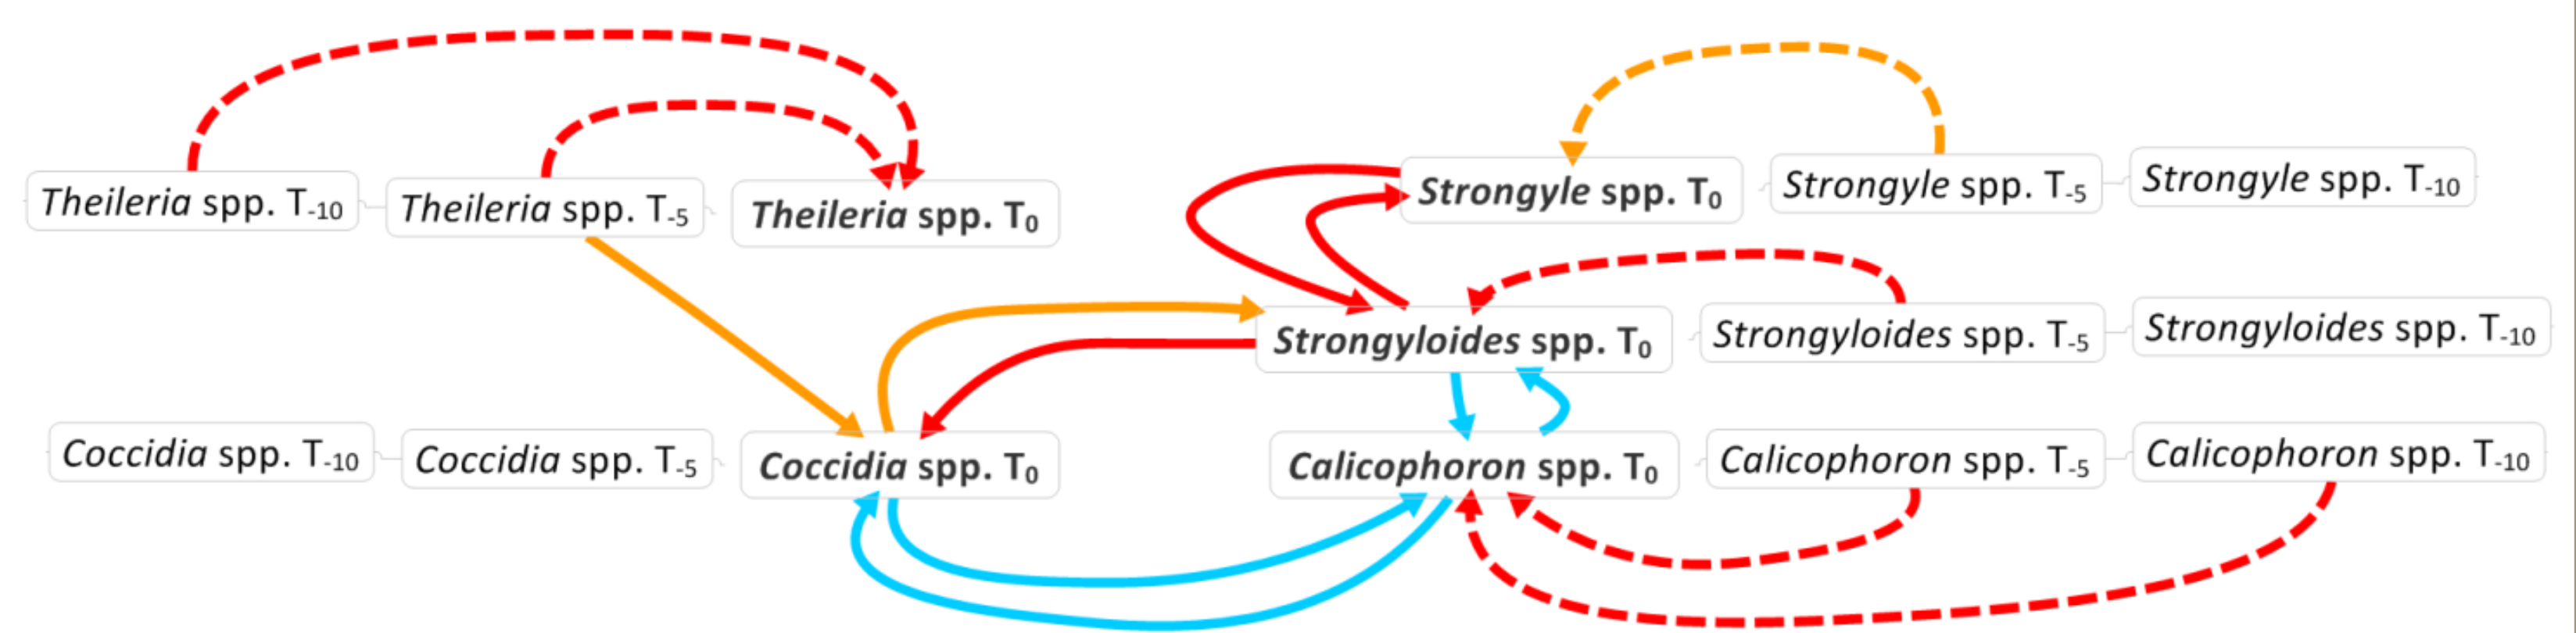 Theileria spp. T-10
Theileria spp. T-5
Theileria spp. T0
Strongyle spp. T0
Strongyle spp. T-5
Strongyle spp. T-10
Strongyloides spp. T0
Strongyloides spp. T-5
Strongyloides spp. T-10
Coccidia spp. T-10
Coccidia spp. T-5
Coccidia spp. T0
Calicophoron spp. T0
Calicophoron spp. T-5
Calicophoron spp. T-10